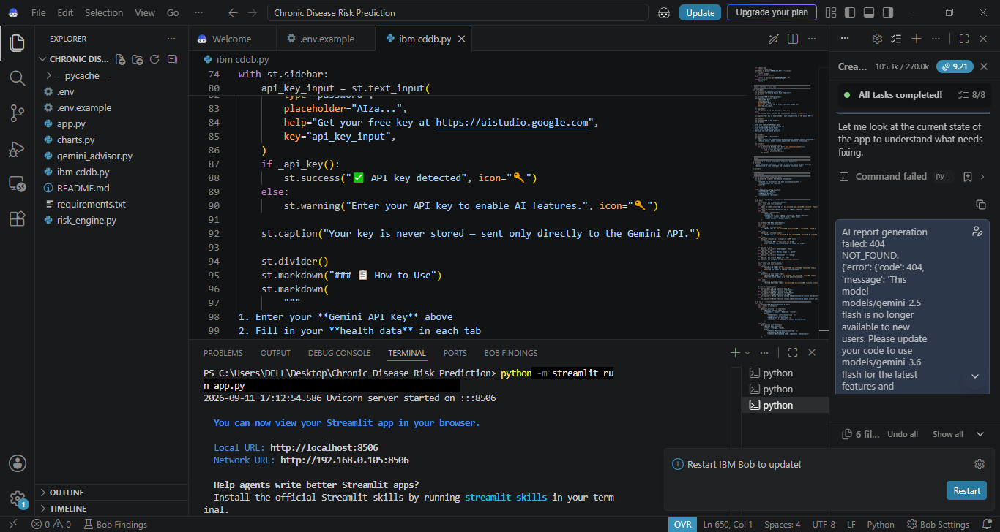 File Edit Selection View Go ··· Chronic Disease Risk Prediction Update Upgrade your plan
EXPLORER
CHRONIC DIS...
__pycache__
.env
.env.example
app.py
charts.py
gemini_advisor.py
ibm cddb.py
README.md
requirements.txt
risk_engine.py
OUTLINE
TIMELINE
Welcome .env.example ibm cddb.py
ibm cddb.py
74 with st.sidebar:
80 api_key_input = st.text_input(
82 type="password",
83 placeholder="AIza...",
84 help="Get your free key at https://aistudio.google.com",
85 key="api_key_input",
86 )
87 if _api_key():
88 st.success("✅ API key detected", icon="🔑")
89 else:
90 st.warning("Enter your API key to enable AI features.", icon="🔑")
91
92 st.caption("Your key is never stored — sent only directly to the Gemini API.")
93
94 st.divider()
95 st.markdown("### 📋 How to Use")
96 st.markdown(
97 """
98 1. Enter your **Gemini API Key** above
99 2. Fill in your **health data** in each tab
PROBLEMS OUTPUT DEBUG CONSOLE TERMINAL PORTS BOB FINDINGS
PS C:\Users\DELL\Desktop\Chronic Disease Risk Prediction> python -m streamlit ru
n app.py
2026-09-11 17:12:54.586 Uvicorn server started on :::8506
You can now view your Streamlit app in your browser.
Local URL: http://localhost:8506
Network URL: http://192.168.0.105:8506
Help agents write better Streamlit apps?
Install the official Streamlit skills by running streamlit skills in your term
inal.
python
python
python
Crea... 105.3k / 270.0k 9.21
All tasks completed! 8/8
Let me look at the current state of
the app to understand what needs
fixing.
Command failed py...
AI report generation
failed: 404
NOT_FOUND.
{'error': {'code': 404,
'message': 'This
model
models/gemini-2.5-
flash is no longer
available to new
users. Please update
your code to use
models/gemini-3.6-
flash for the latest
features and
6 fil... Undo all Show all
Restart IBM Bob to update!
Restart
1
0 0 Bob Findings OVR Ln 650, Col 1 Spaces: 4 UTF-8 LF Python Bob Settings